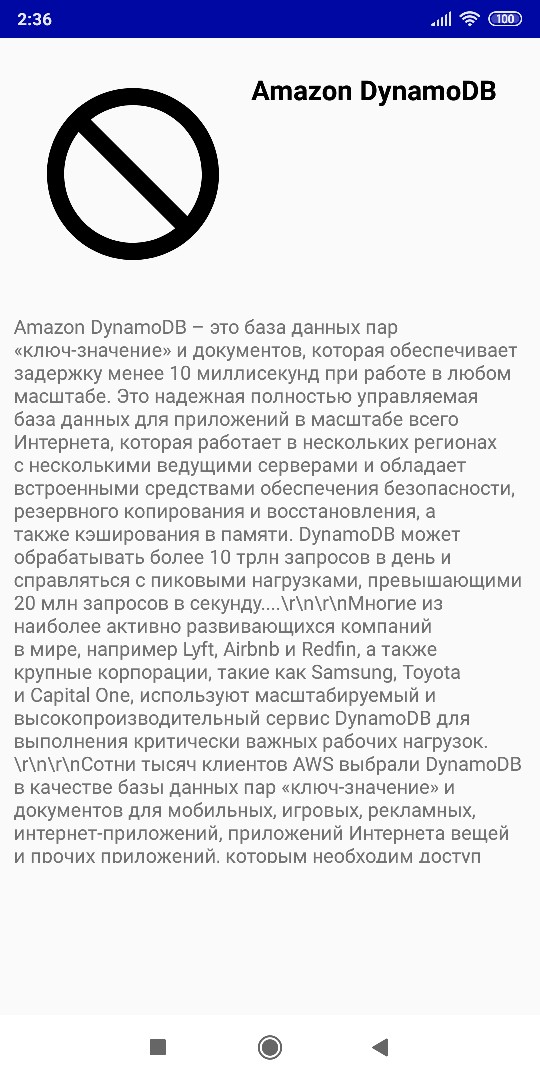 2:36
100
Amazon DynamoDB
Amazon DynamoDB – это база данных пар
«ключ-значение» и документов, которая обеспечивает
задержку менее 10 миллисекунд при работе в любом
масштабе. Это надежная полностью управляемая
база данных для приложений в масштабе всего
Интернета, которая работает в нескольких регионах
с несколькими ведущими серверами и обладает
встроенными средствами обеспечения безопасности,
резервного копирования и восстановления, а
также кэширования в памяти. DynamoDB может
обрабатывать более 10 трлн запросов в день и
справляться с пиковыми нагрузками, превышающими
20 млн запросов в секунду....\r\n\r\nМногие из
наиболее активно развивающихся компаний
в мире, например Lyft, Airbnb и Redfin, а также
крупные корпорации, такие как Samsung, Toyota
и Capital One, используют масштабируемый и
высокопроизводительный сервис DynamoDB для
выполнения критически важных рабочих нагрузок.
\r\n\r\nСотни тысяч клиентов AWS выбрали DynamoDB
в качестве базы данных пар «ключ-значение» и
документов для мобильных, игровых, рекламных,
интернет-приложений, приложений Интернета вещей
и прочих приложений, которым необходим доступ